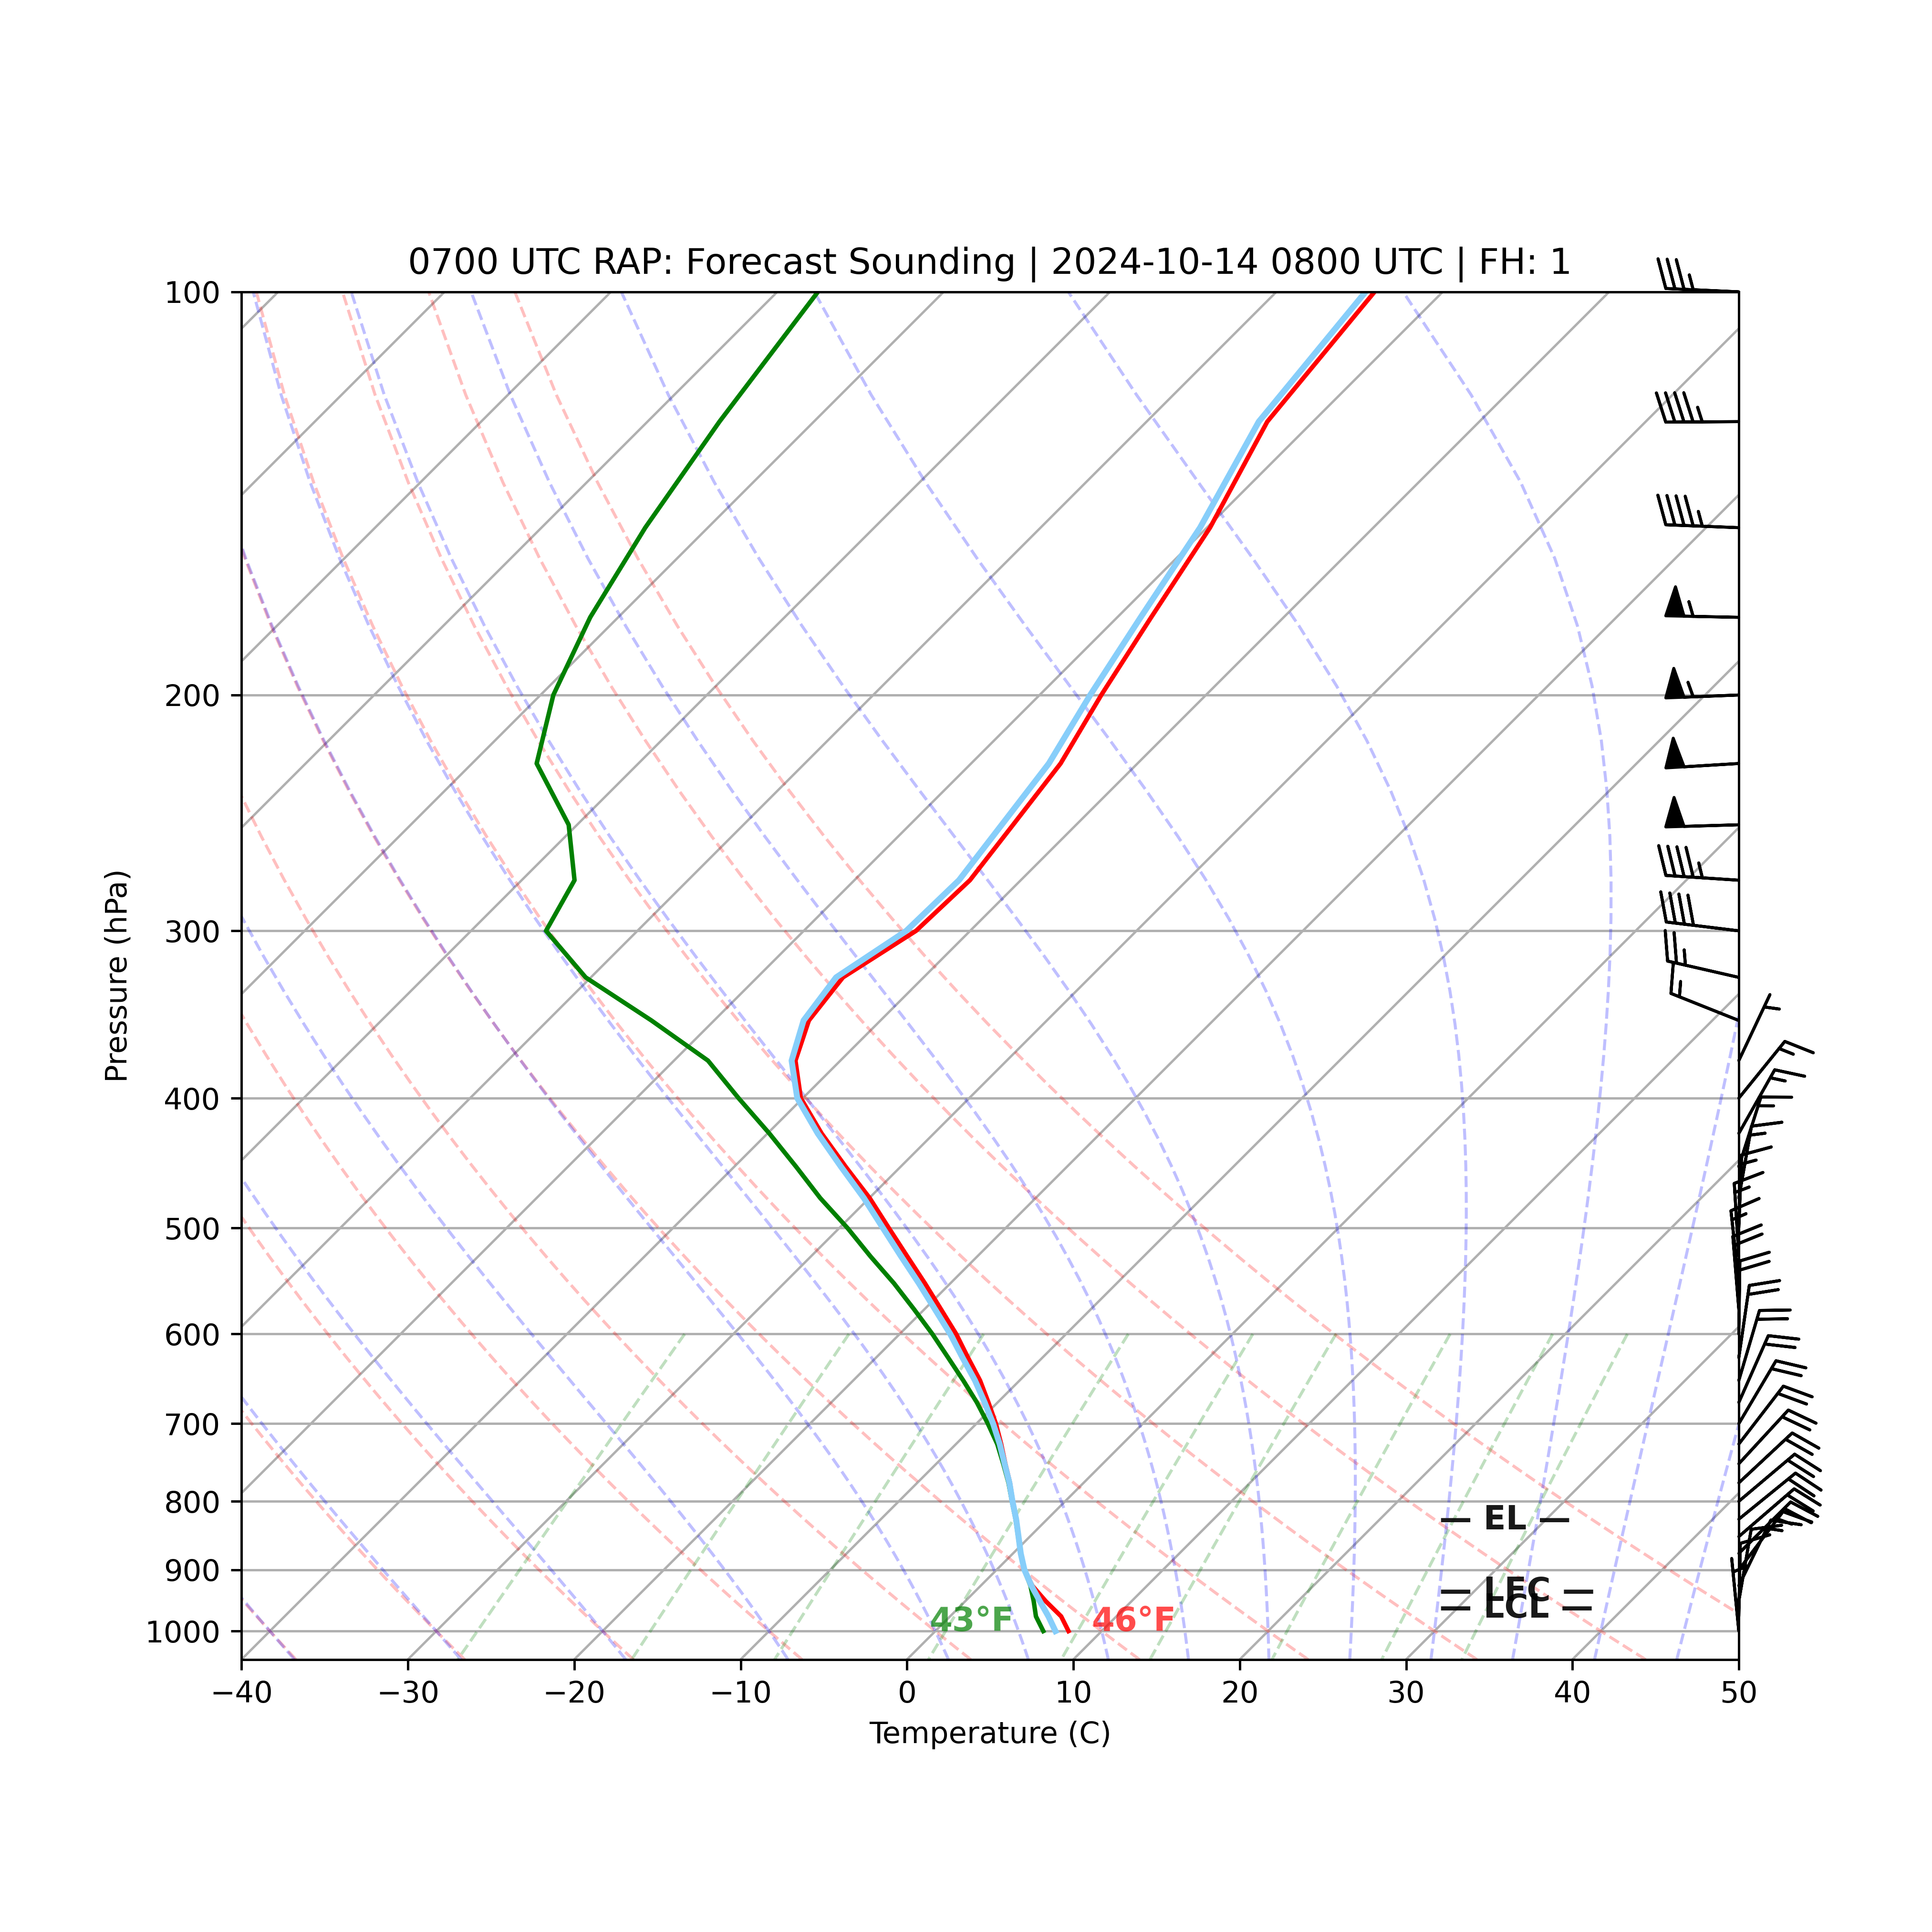 0700 UTC RAP: Forecast Sounding | 2024-10-14 0800 UTC | FH: 1
100
200
300
400
500
600
700
800
900
1000
Pressure (hPa)
— EL —
— LFC —
— LCL —
43°F
46°F
−40 −30 −20 −10 0 10 20 30 40 50
Temperature (C)